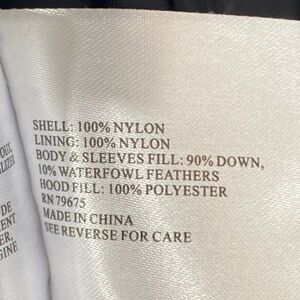 SHELL: 100% NYLON
LINING: 100% NYLON
BODY & SLEEVES FILL: 90% DOWN,
10% WATERFOWL FEATHERS
HOOD FILL: 100% POLYESTER
RN 79675
MADE IN CHINA
SEE REVERSE FOR CARE